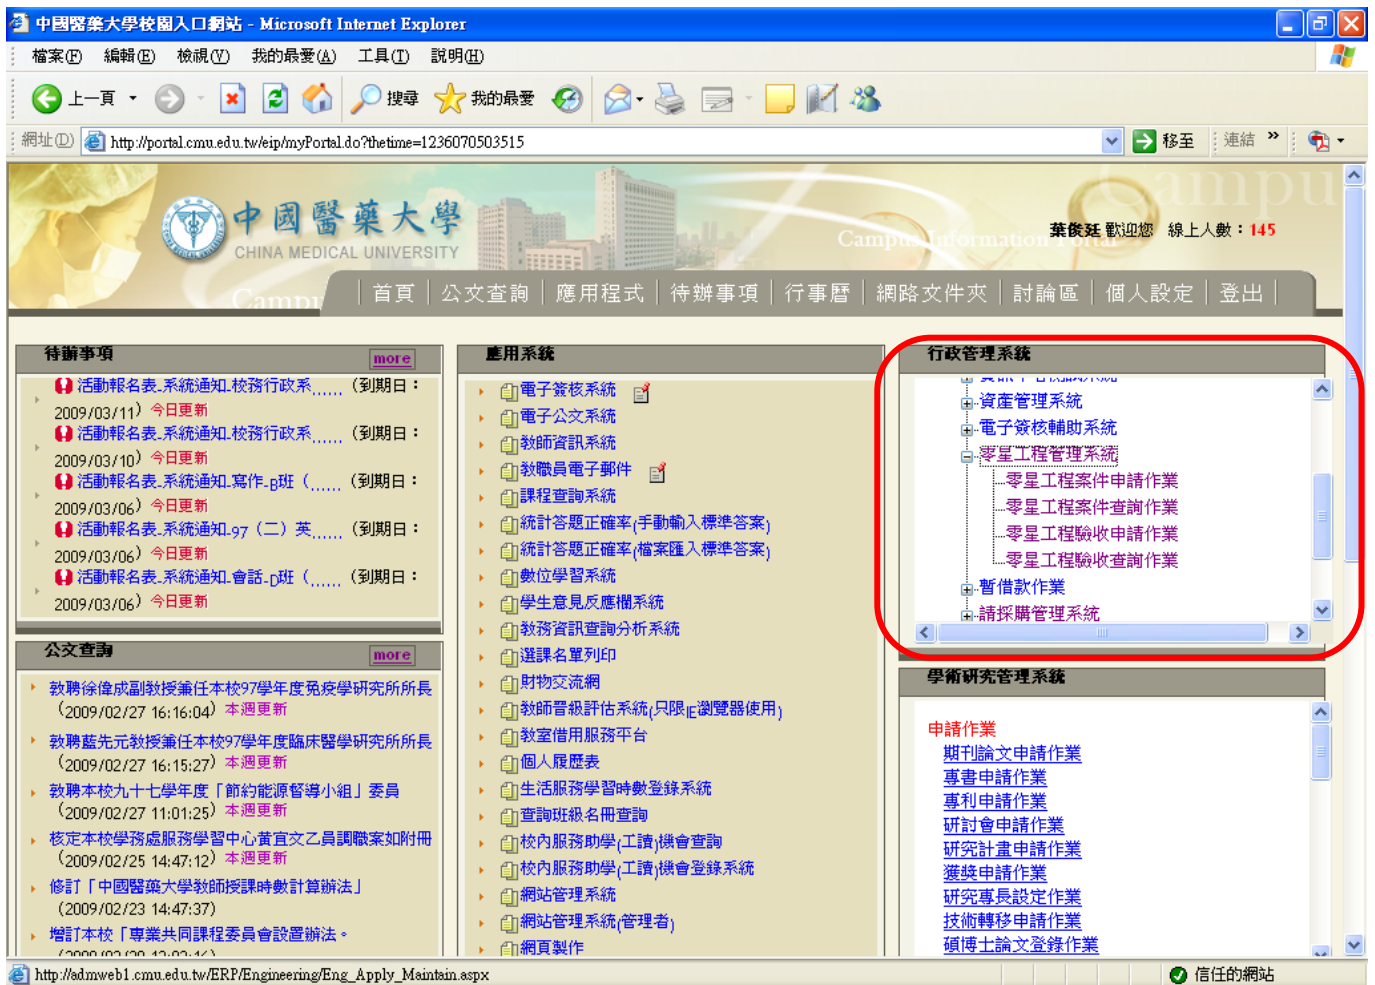 中國醫藥大學校園入口網站 - Microsoft Internet Explorer
檔案(F) 編輯(E) 檢視(V) 我的最愛(A) 工具(T) 說明(H)
上一頁 搜尋 我的最愛
網址(D) http://portal.cmu.edu.tw/eip/myPortal.do?thetime=1236070503515 移至 連結 »
中國醫藥大學
CHINA MEDICAL UNIVERSITY
Campus Information Portal
葉俊廷 歡迎您 線上人數：145
首頁 | 公文查詢 | 應用程式 | 待辦事項 | 行事曆 | 網路文件夾 | 討論區 | 個人設定 | 登出 |
待辦事項 more
活動報名表-系統通知-校務行政系...... (到期日：
2009/03/11) 今日更新
活動報名表-系統通知-校務行政系...... (到期日：
2009/03/10) 今日更新
活動報名表-系統通知-寫作-B班 (...... (到期日：
2009/03/06) 今日更新
活動報名表-系統通知-97（二）英...... (到期日：
2009/03/06) 今日更新
活動報名表-系統通知-會話-D班 (...... (到期日：
2009/03/06) 今日更新
公文查詢 more
敦聘徐偉成副教授兼任本校97學年度免疫學研究所所長
(2009/02/27 16:16:04) 本週更新
敦聘藍先元教授兼任本校97學年度臨床醫學研究所所長
(2009/02/27 16:15:27) 本週更新
敦聘本校九十七學年度「節約能源督導小組」委員
(2009/02/27 11:01:25) 本週更新
核定本校學務處服務學習中心黃宜交乙員調職案如附冊
(2009/02/25 14:47:12) 本週更新
修訂「中國醫藥大學教師授課時數計算辦法」
(2009/02/23 14:47:37)
增訂本校「專業共同課程委員會設置辦法。
應用系統
電子簽核系統
電子公文系統
教師資訊系統
教職員電子郵件
課程查詢系統
統計答題正確率(手動輸入標準答案)
統計答題正確率(檔案匯入標準答案)
數位學習系統
學生意見反應欄系統
教務資訊查詢分析系統
選課名單列印
財物交流網
教師晉級評估系統(只限IE瀏覽器使用)
教室借用服務平台
個人履歷表
生活服務學習時數登錄系統
查詢班級名冊查詢
校內服務助學(工讀)機會查詢
校內服務助學(工讀)機會登錄系統
網站管理系統
網站管理系統(管理者)
網頁製作
行政管理系統
資產管理系統
電子簽核輔助系統
零星工程管理系統
零星工程案件申請作業
零星工程案件查詢作業
零星工程驗收申請作業
零星工程驗收查詢作業
暫借款作業
請採購管理系統
學術研究管理系統
申請作業
期刊論文申請作業
專書申請作業
專利申請作業
研討會申請作業
研究計畫申請作業
獲獎申請作業
研究專長設定作業
技術轉移申請作業
碩博士論文登錄作業
http://admweb1.cmu.edu.tw/ERP/Engineering/Eng_Apply_Maintain.aspx 信任的網站